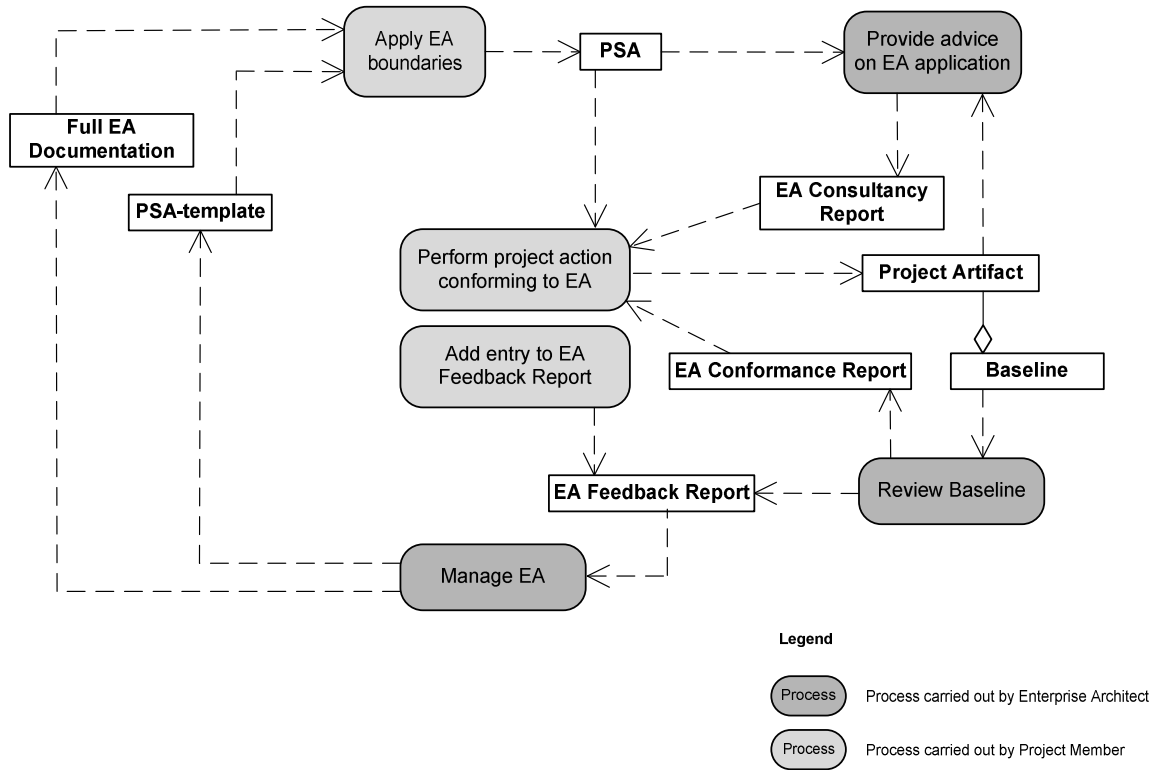 Apply EA
boundaries
PSA
Provide advice
on EA application
Full EA
Documentation
PSA-template
EA Consultancy
Report
Perform project action
conforming to EA
Project Artifact
Add entry to EA
Feedback Report
EA Conformance Report
Baseline
EA Feedback Report
Review Baseline
Manage EA
Legend
Process
Process carried out by Enterprise Architect
Process
Process carried out by Project Member